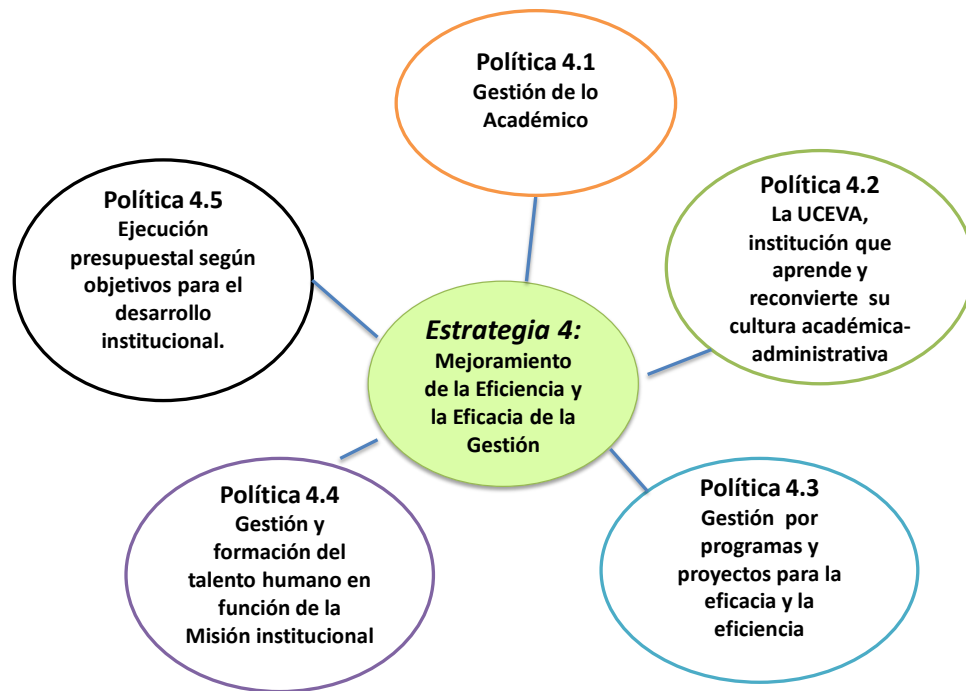 Política 4.1
Gestión de lo
Académico
Política 4.5
Ejecución
presupuestal según
objetivos para el
desarrollo
institucional.
Política 4.2
La UCEVA,
institución que
aprende y
reconvierte su
cultura académica-
administrativa
Estrategia 4:
Mejoramiento
de la Eficiencia y
la Eficacia de la
Gestión
Política 4.4
Gestión y
formación del
talento humano en
función de la
Misión institucional
Política 4.3
Gestión por
programas y
proyectos para la
eficacia y la
eficiencia